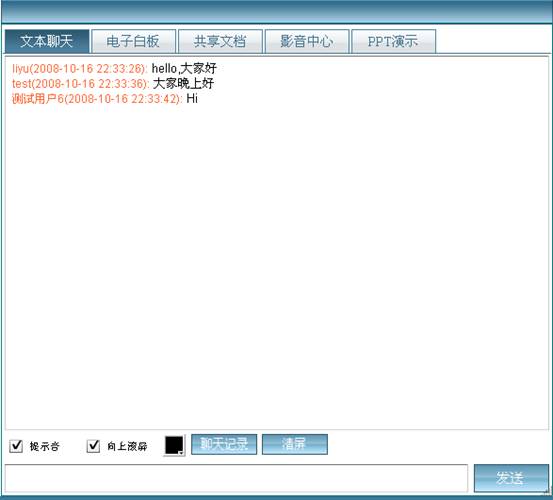 文本聊天 电子白板 共享文档 影音中心 PPT演示
liyu(2008-10-16 22:33:26): hello,大家好
test(2008-10-16 22:33:36): 大家晚上好
测试用户6(2008-10-16 22:33:42): Hi
提示音 向上滚屏 聊天记录 清屏
发送